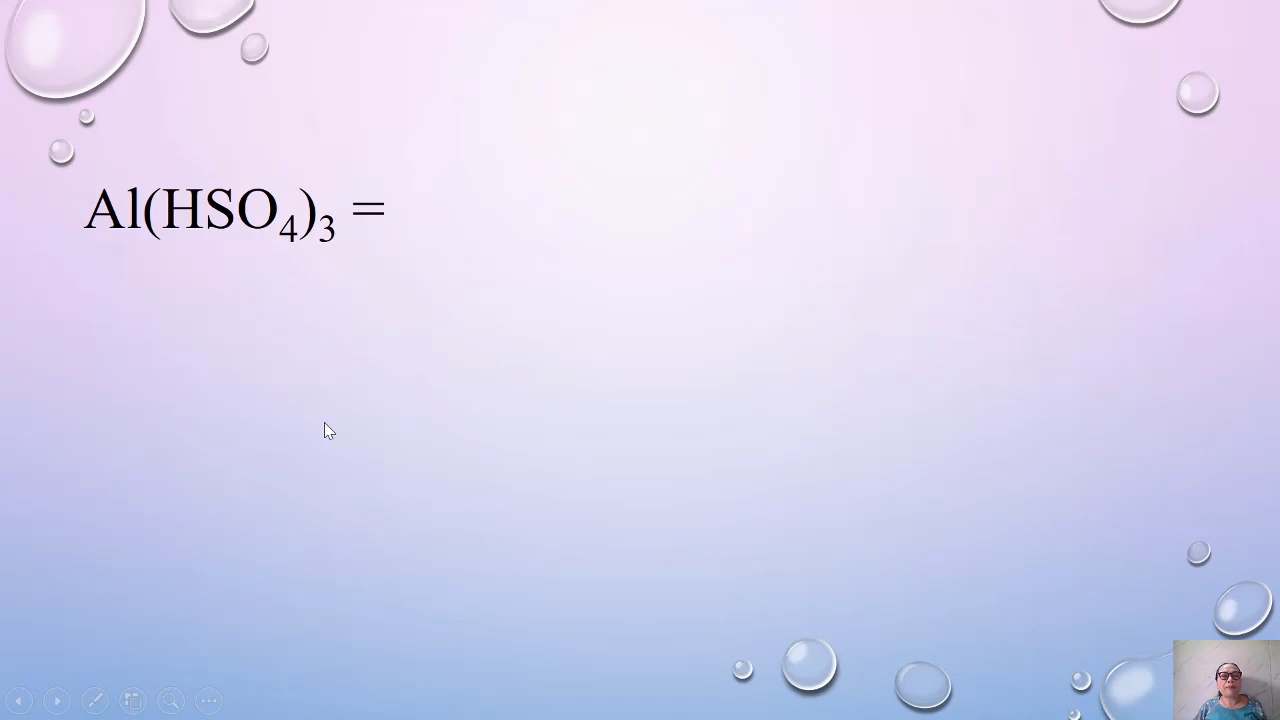 Al(HSO₄)₃ =